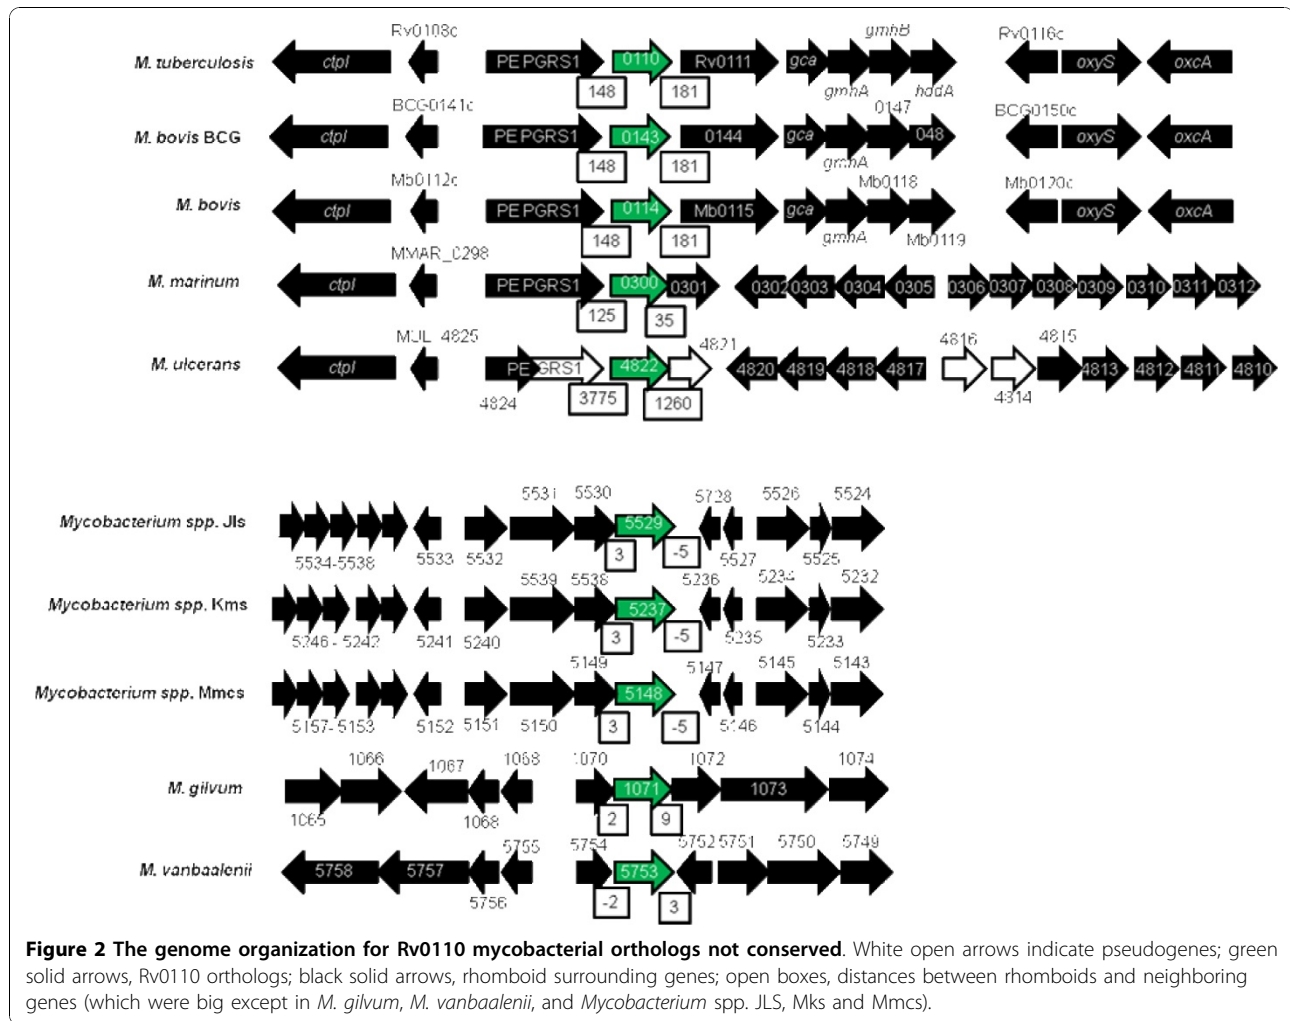 Rv0108c gmhB Rv0116c
M. tuberculosis ctpI PEPGRS1 0110 Rv0111 gca oxyS oxcA
148 181 gmhA hddA
BCG0141c 0147 BCG0150c
M. bovis BCG ctpI PEPGRS1 0143 0144 gca 048 oxyS oxcA
148 181 gmhA
Mb0112c Mb0118 Mb0120c
M. bovis ctpI PEPGRS1 0114 Mb0115 gca oxyS oxcA
148 181 gmhA Mb0119
MMAR_0298
M. marinum ctpI PEPGRS1 0300 0301 0302 0303 0304 0305 0306 0307 0308 0309 0310 0311 0312
125 35
MUL_4825 4821 4816 4815
M. ulcerans ctpI PEPGRS1 4822 4820 4819 4818 4817 4813 4812 4811 4810
4824 3775 1260 4814
5531 5530 5728 5526 5524
Mycobacterium spp. Jls 5529
5534-5538 5533 5532 3 -5 5527 5525
5539 5538 5236 5234 5232
Mycobacterium spp. Kms 5237
5246 - 5242 5241 5240 3 -5 5235 5233
5149 5147 5145 5143
Mycobacterium spp. Mmcs 5148
5157-5153 5152 5151 5150 3 -5 5146 5144
1066 1067 1068 1070 1072 1074
M. gilvum 1071 1073
1065 1068 2 9
5755 5754 5752 5751 5750 5749
M. vanbaalenii 5758 5757 5753
5756 -2 3
Figure 2 The genome organization for Rv0110 mycobacterial orthologs not conserved. White open arrows indicate pseudogenes; green
solid arrows, Rv0110 orthologs; black solid arrows, rhomboid surrounding genes; open boxes, distances between rhomboids and neighboring
genes (which were big except in M. gilvum, M. vanbaalenii, and Mycobacterium spp. JLS, Mks and Mmcs).